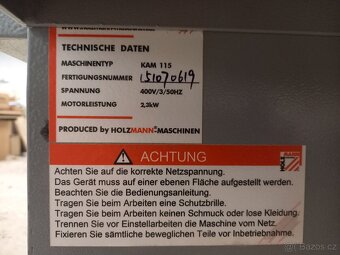 TECHNISCHE DATEN
MASCHINENTYP KAM 115
FERTIGUNGSNUMMER 151070619
SPANNUNG 400V/3/50HZ
MOTORLEISTUNG 2,2kW
PRODUCED by HOLZMANN-MASCHINEN
ACHTUNG
Achten Sie auf die korrekte Netzspannung.
Das Gerät muss auf einer ebenen Fläche aufgestellt werden.
Beachten Sie die Bedienungsanleitung.
Tragen Sie beim Arbeiten eine Schutzbrille.
Tragen Sie beim Arbeiten keinen Schmuck oder lose Kleidung.
Trennen Sie vor Einstellarbeiten die Maschine vom Netz.
Fixieren Sie sämtliche beweglichen Teile vor Inbetriebnahme.